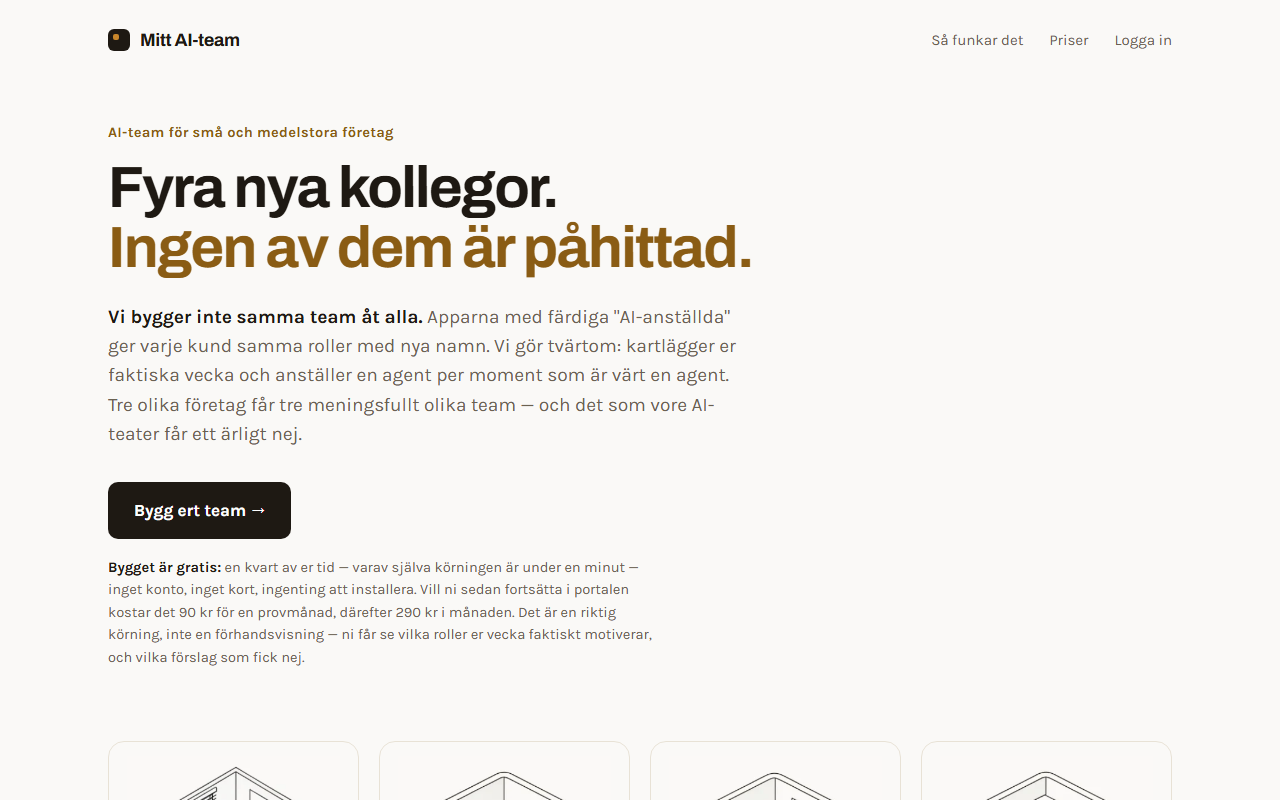 Mitt AI-team
Så funkar det
Priser
Logga in
AI-team för små och medelstora företag
Fyra nya kollegor.
Ingen av dem är påhittad.
Vi bygger inte samma team åt alla. Apparna med färdiga "AI-anställda"
ger varje kund samma roller med nya namn. Vi gör tvärtom: kartlägger er
faktiska vecka och anställer en agent per moment som är värt en agent.
Tre olika företag får tre meningsfullt olika team — och det som vore AI-
teater får ett ärligt nej.
Bygg ert team →
Bygget är gratis: en kvart av er tid — varav själva körningen är under en minut —
inget konto, inget kort, ingenting att installera. Vill ni sedan fortsätta i portalen
kostar det 90 kr för en provmånad, därefter 290 kr i månaden. Det är en riktig
körning, inte en förhandsvisning — ni får se vilka roller er vecka faktiskt motiverar,
och vilka förslag som fick nej.